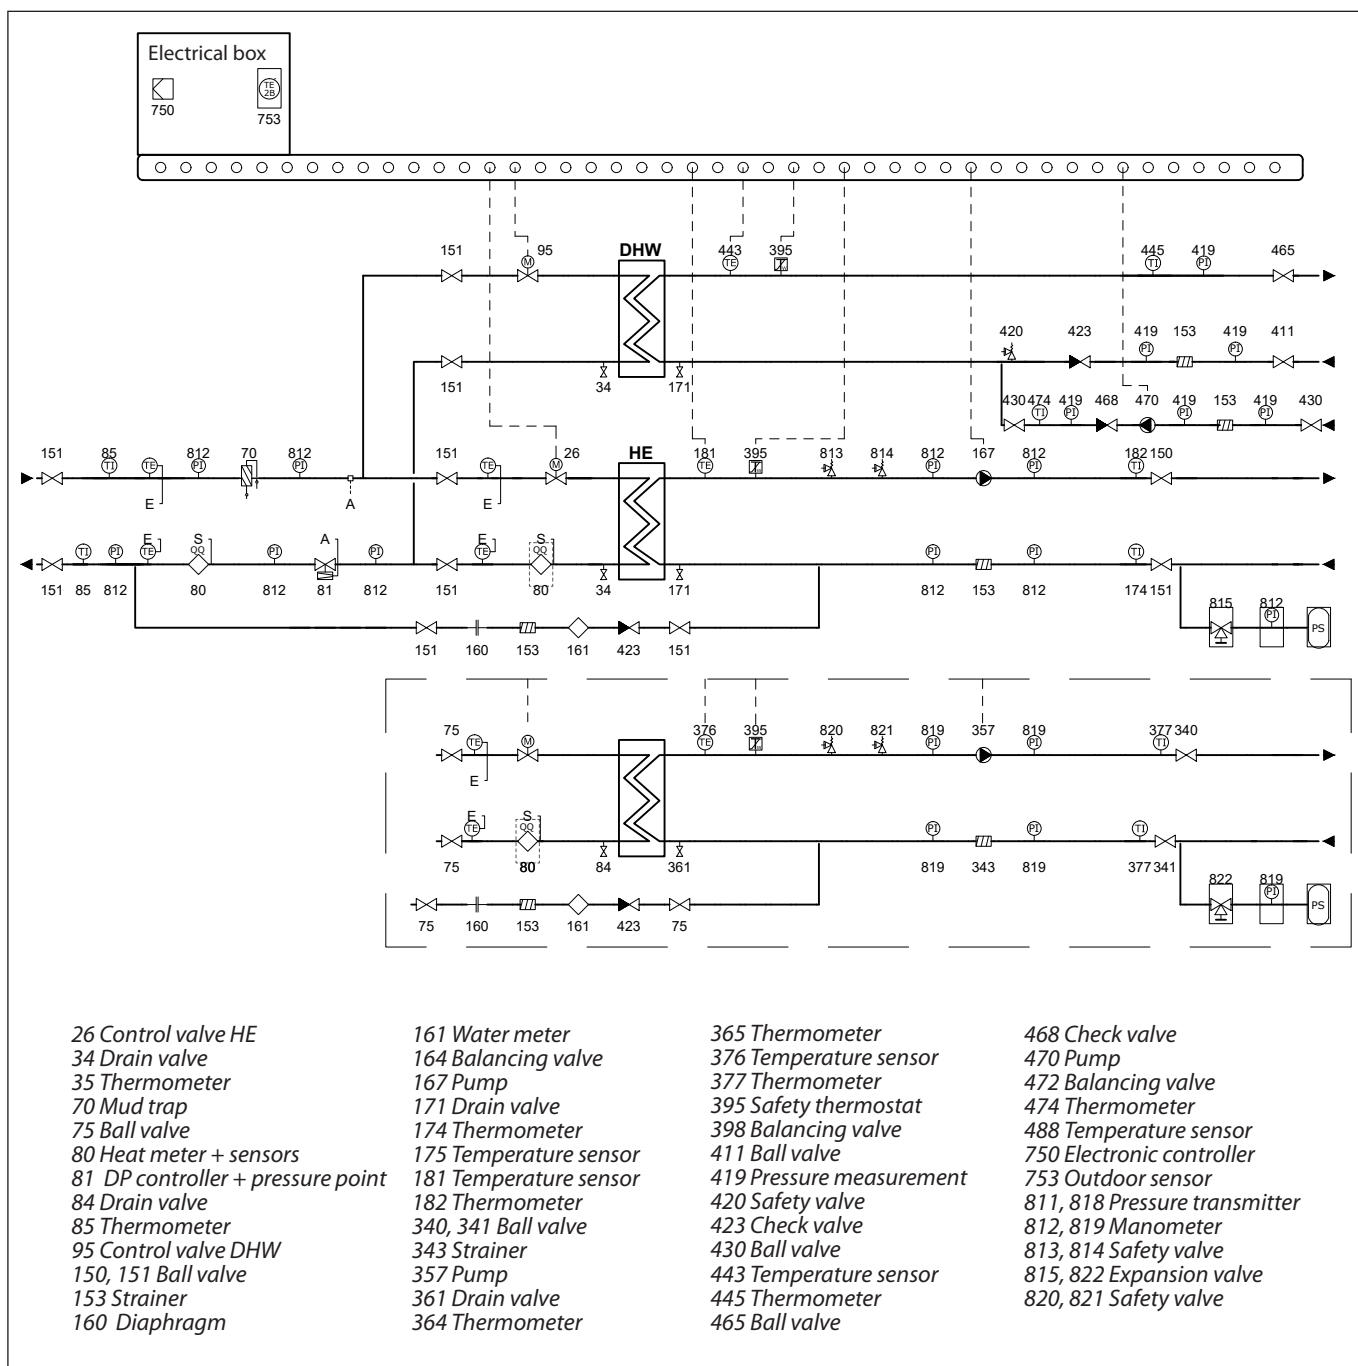 Electrical box
TE
2B
750
753
151
95
DHW
443
395
445
419
465
M
TE
TI
PI
420
423
419
153
419
411
PI
PI
151
34
171
430
474
419
468
470
419
153
419
430
TI
PI
PI
PI
151
85
812
70
812
151
26
HE
181
395
813
814
812
167
812
182
150
TI
TE
PI
PI
TE
M
TE
PI
PI
TI
E
A
E
E
S
A
E
S
TI
PI
TE
QQ
PI
PI
TE
QQ
PI
PI
TI
151
85
812
80
812
81
812
151
80
34
171
812
153
812
174
151
815
812
PI
PS
151
160
153
161
423
151
75
376
395
820
821
819
357
819
377
340
TE
M
TE
PI
PI
TI
E
E
S
TE
QQ
PI
PI
TI
75
80
84
361
819
343
819
377
341
822
819
PI
PS
75
160
153
161
423
75
26 Control valve HE
34 Drain valve
35 Thermometer
70 Mud trap
75 Ball valve
80 Heat meter + sensors
81 DP controller + pressure point
84 Drain valve
85 Thermometer
95 Control valve DHW
150, 151 Ball valve
153 Strainer
160 Diaphragm
161 Water meter
164 Balancing valve
167 Pump
171 Drain valve
174 Thermometer
175 Temperature sensor
181 Temperature sensor
182 Thermometer
340, 341 Ball valve
343 Strainer
357 Pump
361 Drain valve
364 Thermometer
365 Thermometer
376 Temperature sensor
377 Thermometer
395 Safety thermostat
398 Balancing valve
411 Ball valve
419 Pressure measurement
420 Safety valve
423 Check valve
430 Ball valve
443 Temperature sensor
445 Thermometer
465 Ball valve
468 Check valve
470 Pump
472 Balancing valve
474 Thermometer
488 Temperature sensor
750 Electronic controller
753 Outdoor sensor
811, 818 Pressure transmitter
812, 819 Manometer
813, 814 Safety valve
815, 822 Expansion valve
820, 821 Safety valve